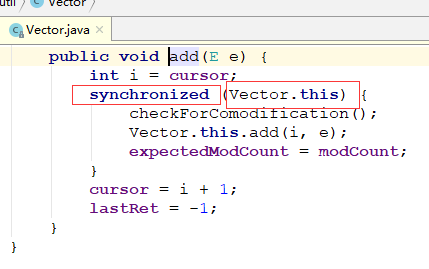 util
Vector
Vector.java
public void add(E e) {
int i = cursor;
synchronized (Vector.this) {
checkForComodification();
Vector.this.add(i, e);
expectedModCount = modCount;
}
cursor = i + 1;
lastRet = -1;
}
}